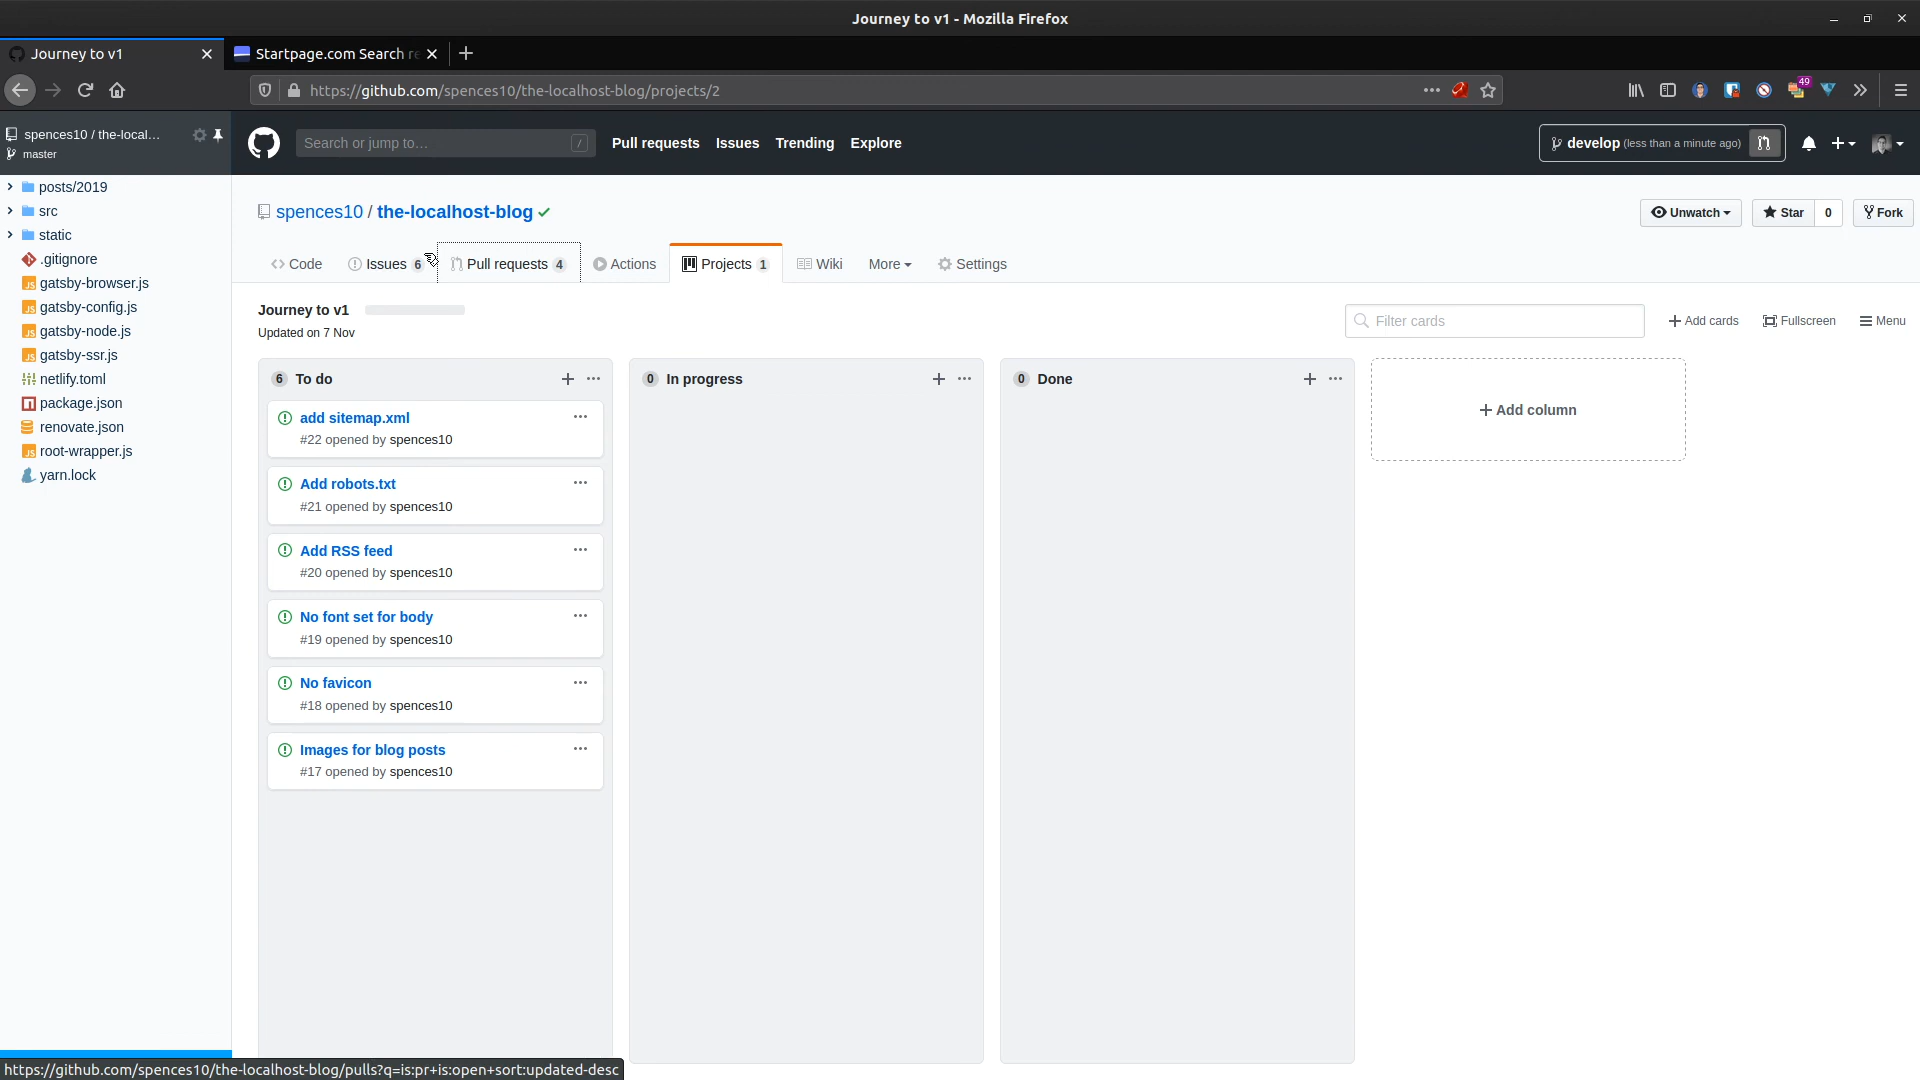 Journey to v1 - Mozilla Firefox
Journey to v1
Startpage.com Search re
https://github.com/spences10/the-localhost-blog/projects/2
49
spences10 / the-local...
master
Search or jump to...
/
Pull requests
Issues
Trending
Explore
develop (less than a minute ago)
posts/2019
src
static
.gitignore
gatsby-browser.js
gatsby-config.js
gatsby-node.js
gatsby-ssr.js
netlify.toml
package.json
renovate.json
root-wrapper.js
yarn.lock
spences10 / the-localhost-blog
Unwatch
Star
0
Fork
Code
Issues 6
Pull requests 4
Actions
Projects 1
Wiki
More
Settings
Journey to v1
Updated on 7 Nov
Filter cards
Add cards
Fullscreen
Menu
6 To do
add sitemap.xml
#22 opened by spences10
Add robots.txt
#21 opened by spences10
Add RSS feed
#20 opened by spences10
No font set for body
#19 opened by spences10
No favicon
#18 opened by spences10
Images for blog posts
#17 opened by spences10
0 In progress
0 Done
Add column
https://github.com/spences10/the-localhost-blog/pulls?q=is:pr+is:open+sort:updated-desc